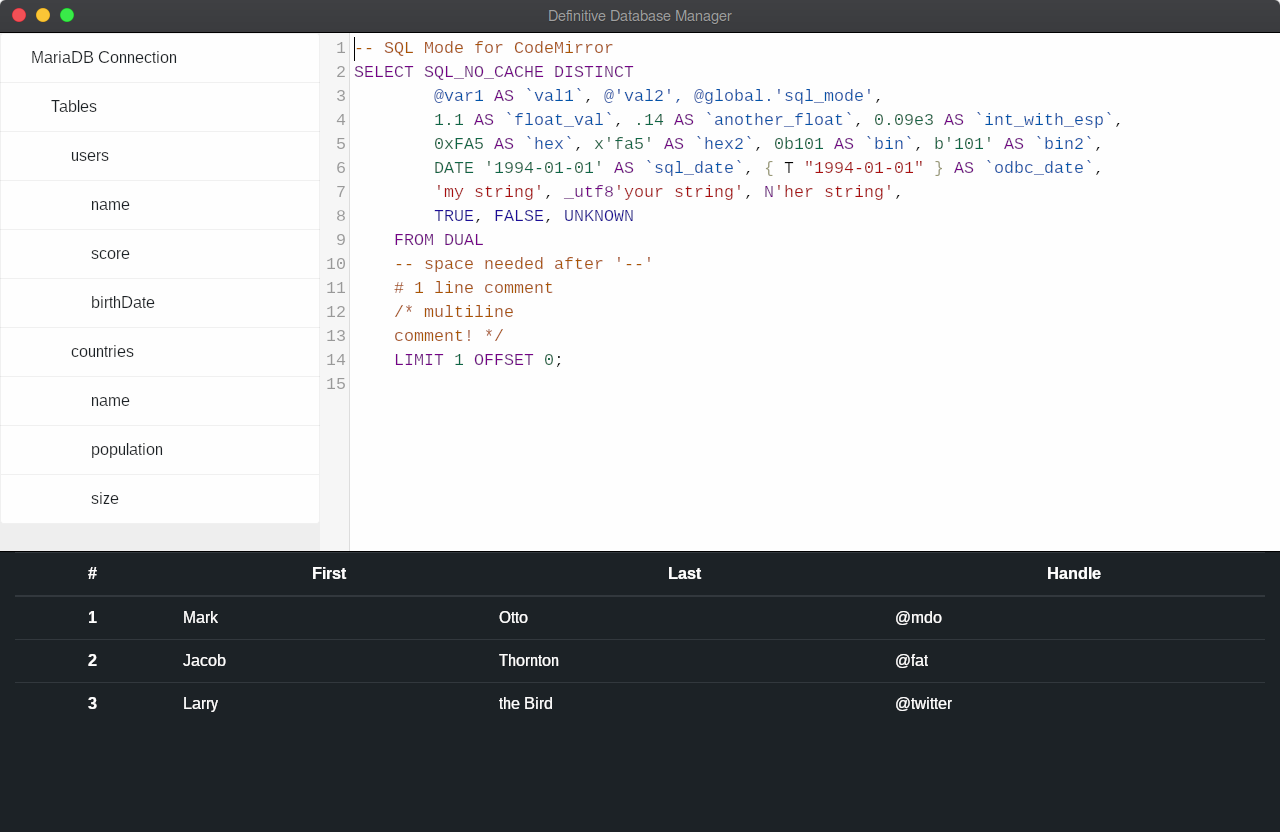 Definitive Database Manager
MariaDB Connection
Tables
users
name
score
birthDate
countries
name
population
size
1 -- SQL Mode for CodeMirror
2 SELECT SQL_NO_CACHE DISTINCT
3 @var1 AS `val1`, @'val2', @global.'sql_mode',
4 1.1 AS `float_val`, .14 AS `another_float`, 0.09e3 AS `int_with_esp`,
5 0xFA5 AS `hex`, x'fa5' AS `hex2`, 0b101 AS `bin`, b'101' AS `bin2`,
6 DATE '1994-01-01' AS `sql_date`, { T "1994-01-01" } AS `odbc_date`,
7 'my string', _utf8'your string', N'her string',
8 TRUE, FALSE, UNKNOWN
9 FROM DUAL
10 -- space needed after '--'
11 # 1 line comment
12 /* multiline
13 comment! */
14 LIMIT 1 OFFSET 0;
15
# First Last Handle
1 Mark Otto @mdo
2 Jacob Thornton @fat
3 Larry the Bird @twitter